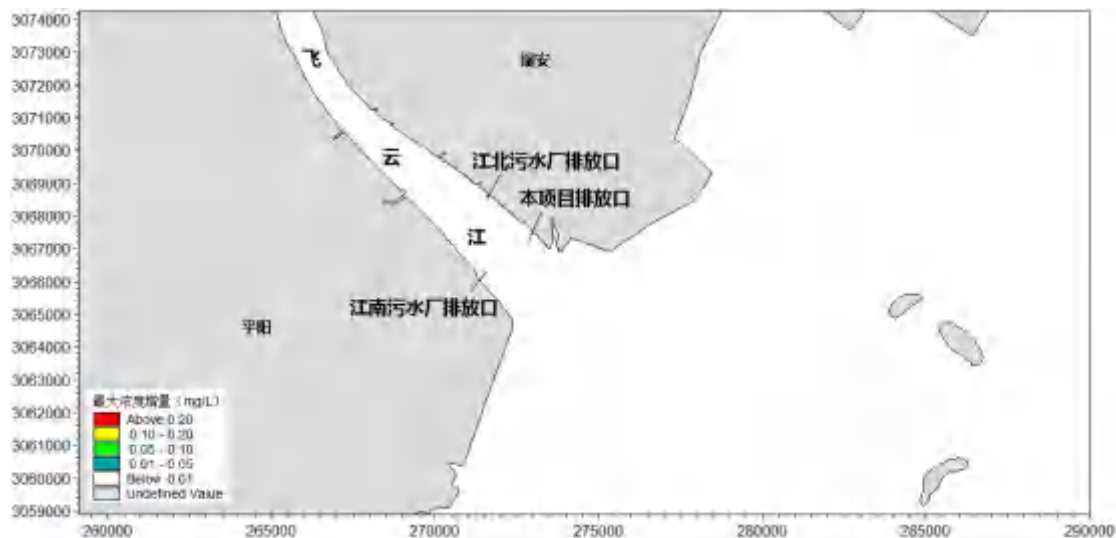 3074000
3073000
3072000
3071000
3070000
3069000
3068000
3067000
3066000
3065000
3064000
3063000
3062000
3061000
3060000
3059000
飞
云
江
瑞安
江北污水厂排放口
本项目排放口
江南污水厂排放口
平阳
最大浓度增量（mg/L）
Above 0.20
0.10 - 0.20
0.05 - 0.10
0.01 - 0.05
Below 0.01
Undefined Value
260000 265000 270000 275000 280000 285000 290000